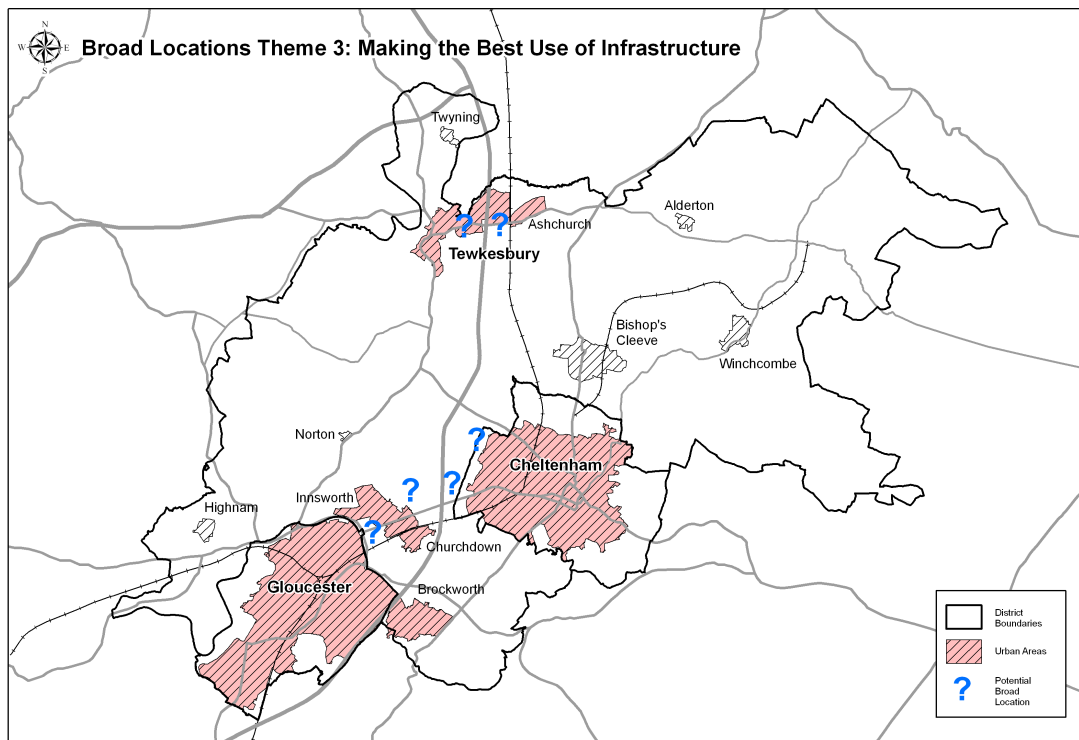 N
W E
S
Broad Locations Theme 3: Making the Best Use of Infrastructure
Twyning
Alderton
?
?
Ashchurch
Tewkesbury
Bishop's
Cleeve
Winchcombe
Norton
?
Cheltenham
?
?
Innsworth
Highnam
?
Churchdown
Gloucester
Brockworth
District
Boundaries
Urban Areas
?
Potential
Broad
Location